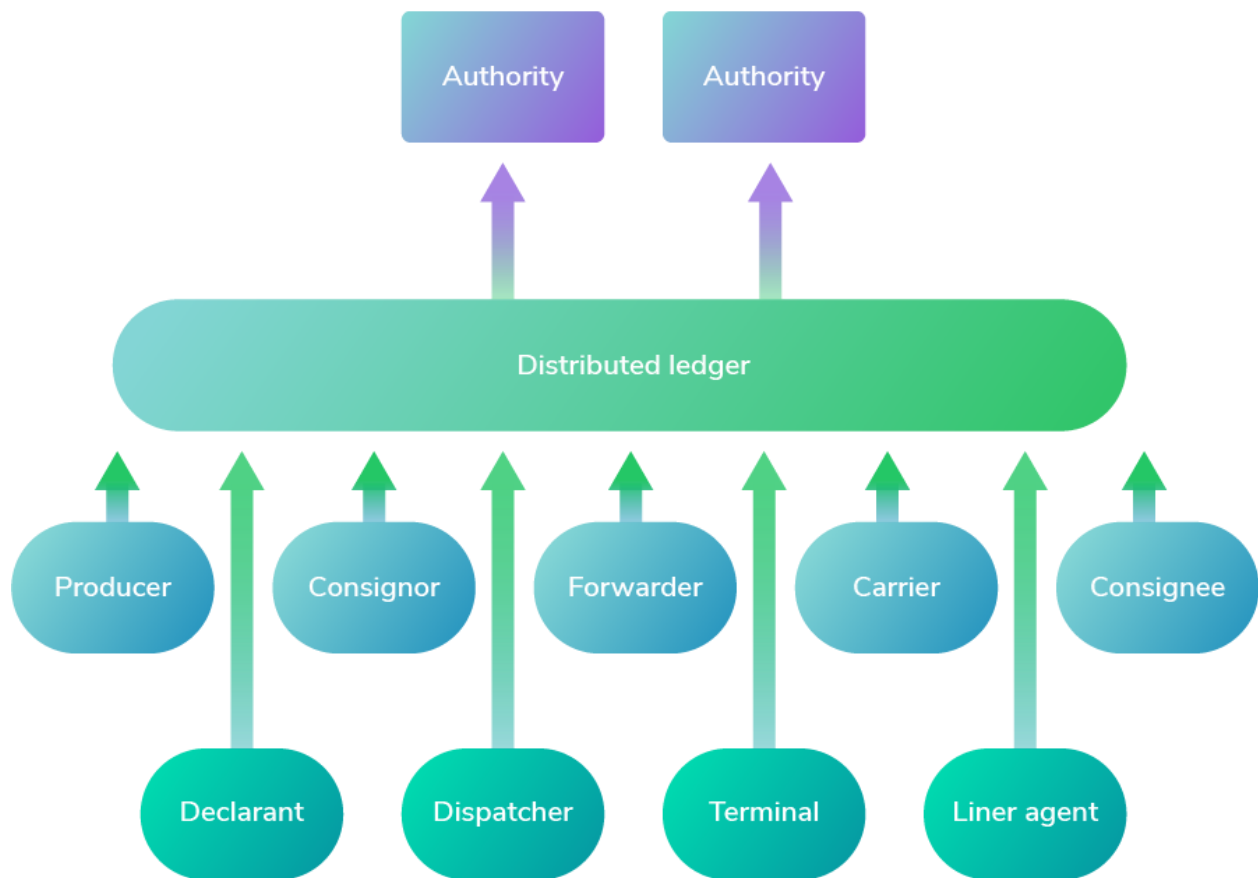 Authority
Authority
Distributed ledger
Producer
Consignor
Forwarder
Carrier
Consignee
Declarant
Dispatcher
Terminal
Liner agent